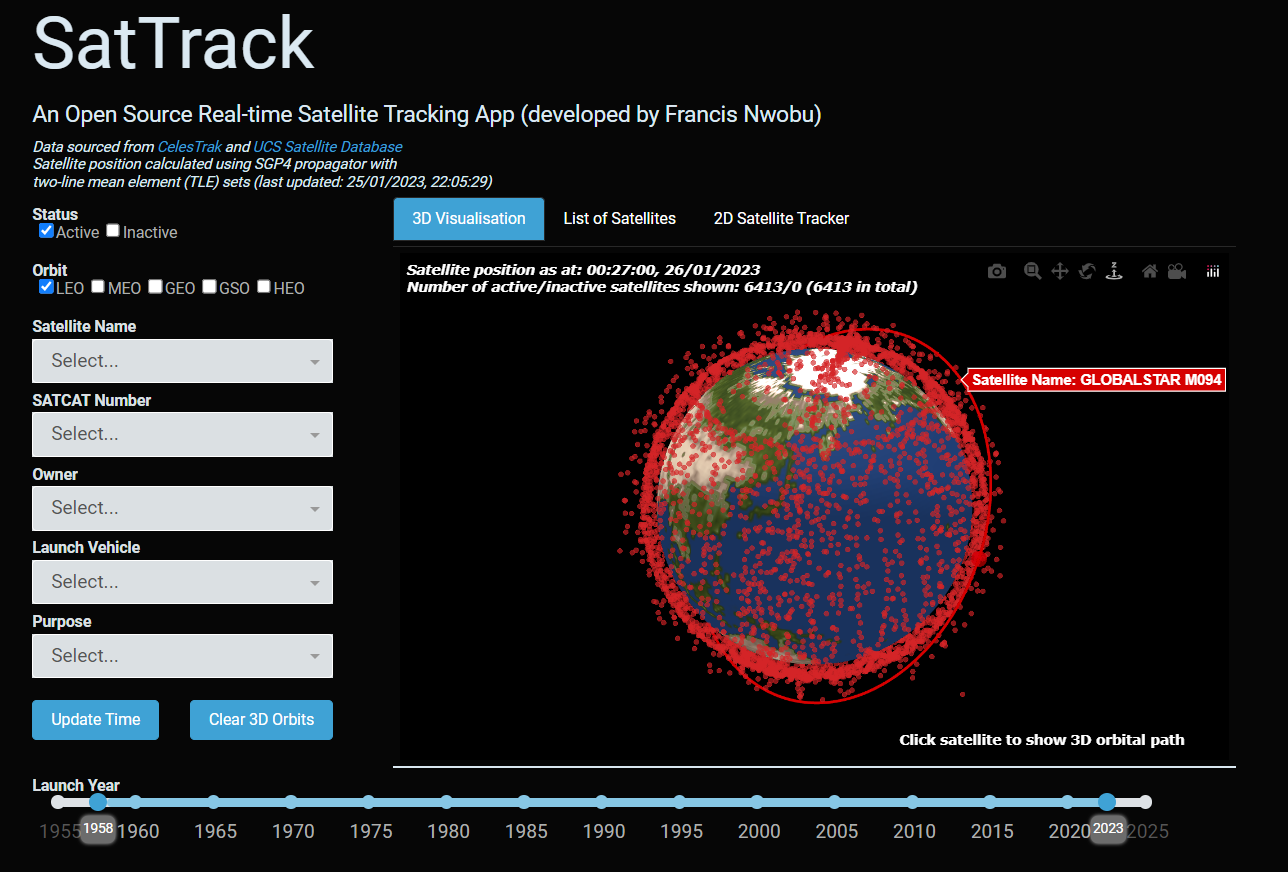 SatTrack
An Open Source Real-time Satellite Tracking App (developed by Francis Nwobu)
Data sourced from CelesTrak and UCS Satellite Database
Satellite position calculated using SGP4 propagator with
two-line mean element (TLE) sets (last updated: 25/01/2023, 22:05:29)
Status
Active Inactive
Orbit
LEO MEO GEO GSO HEO
Satellite Name
Select...
SATCAT Number
Select...
Owner
Select...
Launch Vehicle
Select...
Purpose
Select...
Update Time Clear 3D Orbits
3D Visualisation List of Satellites 2D Satellite Tracker
Satellite position as at: 00:27:00, 26/01/2023
Number of active/inactive satellites shown: 6413/0 (6413 in total)
Z
Satellite Name: GLOBALSTAR M094
Click satellite to show 3D orbital path
Launch Year
1955 1958 1960 1965 1970 1975 1980 1985 1990 1995 2000 2005 2010 2015 2020 2023 2025